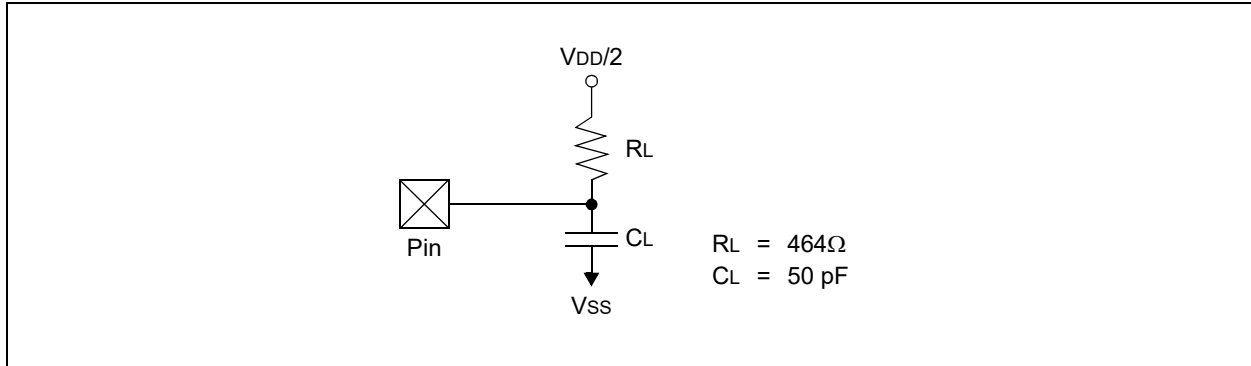 VDD/2
RL
Pin
CL
RL = 464Ω
CL = 50 pF
VSS